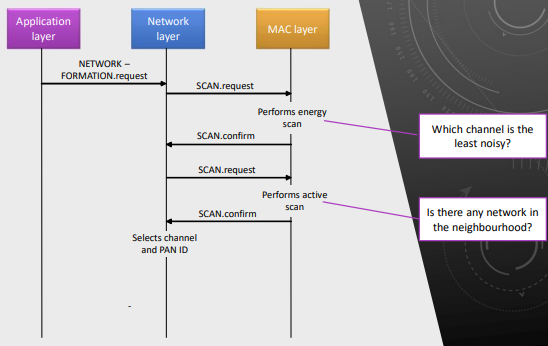 Application
layer
Network
layer
MAC layer
NETWORK –
FORMATION.request
SCAN.request
Performs energy
scan
Which channel is the
least noisy?
SCAN.confirm
SCAN.request
Performs active
scan
Is there any network in
the neighbourhood?
SCAN.confirm
Selects channel
and PAN ID
-